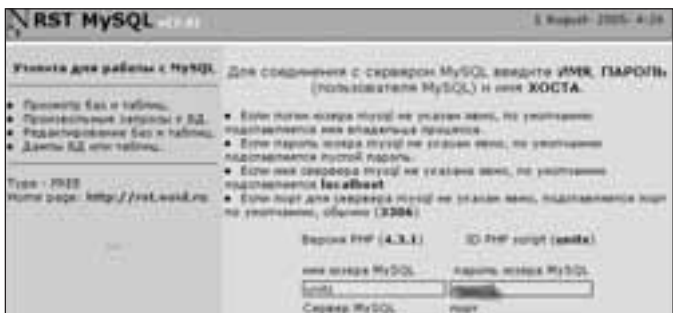 RST MySQL
1 August 2005 4:26
Утилита для работы с MySQL
Просмотр баз и таблиц.
Произвольные запросы к БД.
Редактирование баз и таблиц.
Дампы БД или таблиц.
Type - FREE
Home page: http://rst.void.ru
Для соединения с сервером MySQL введите ИМЯ, ПАРОЛЬ
(пользователя MySQL) и имя ХОСТА.
Если логин юзера mysql не указан явно, по умолчанию
подставляется имя владельца процесса.
Если пароль юзера mysql не указан явно, по умолчанию
подставляется пустой пароль.
Если имя сервера mysql не указано явно, по умолчанию
подставляется localhost
Если порт для сервера mysql не указан явно, подставляется порт
по умолчанию, обычно (3306)
Версия PHP (4.3.1) ID PHP script (units)
имя юзера MySQL пароль юзера MySQL
units
Сервер MySQL порт